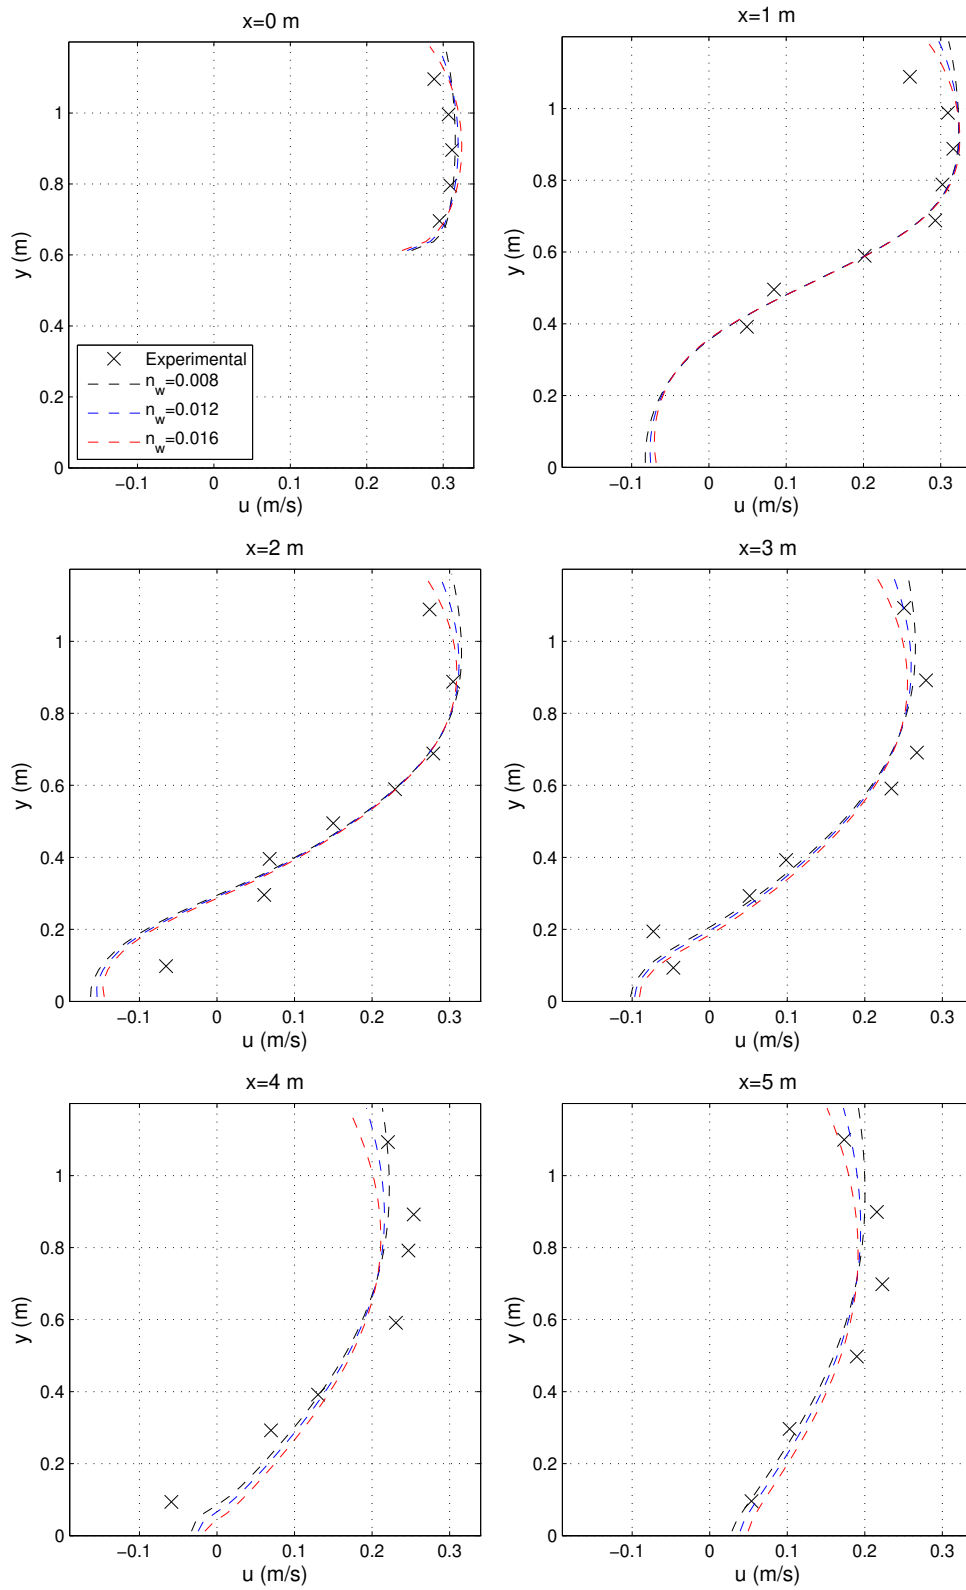 x=0 m
1
0.8
0.6
0.4
0.2
0
y (m)
Experimental
n_w=0.008
n_w=0.012
n_w=0.016
−0.1 0 0.1 0.2 0.3
u (m/s)
x=1 m
1
0.8
0.6
0.4
0.2
0
y (m)
−0.1 0 0.1 0.2 0.3
u (m/s)
x=2 m
1
0.8
0.6
0.4
0.2
0
y (m)
−0.1 0 0.1 0.2 0.3
u (m/s)
x=3 m
1
0.8
0.6
0.4
0.2
0
y (m)
−0.1 0 0.1 0.2 0.3
u (m/s)
x=4 m
1
0.8
0.6
0.4
0.2
0
y (m)
−0.1 0 0.1 0.2 0.3
u (m/s)
x=5 m
1
0.8
0.6
0.4
0.2
0
y (m)
−0.1 0 0.1 0.2 0.3
u (m/s)